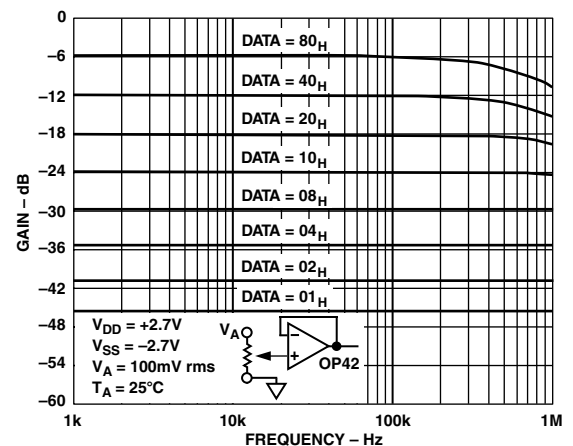 0
–6
–12
–18
–24
–30
–36
–42
–48
–54
–60
GAIN – dB
DATA = 80H
DATA = 40H
DATA = 20H
DATA = 10H
DATA = 08H
DATA = 04H
DATA = 02H
DATA = 01H
VDD = +2.7V
VSS = –2.7V
VA = 100mV rms
TA = 25°C
VA
–
+
OP42
1k 10k 100k 1M
FREQUENCY – Hz